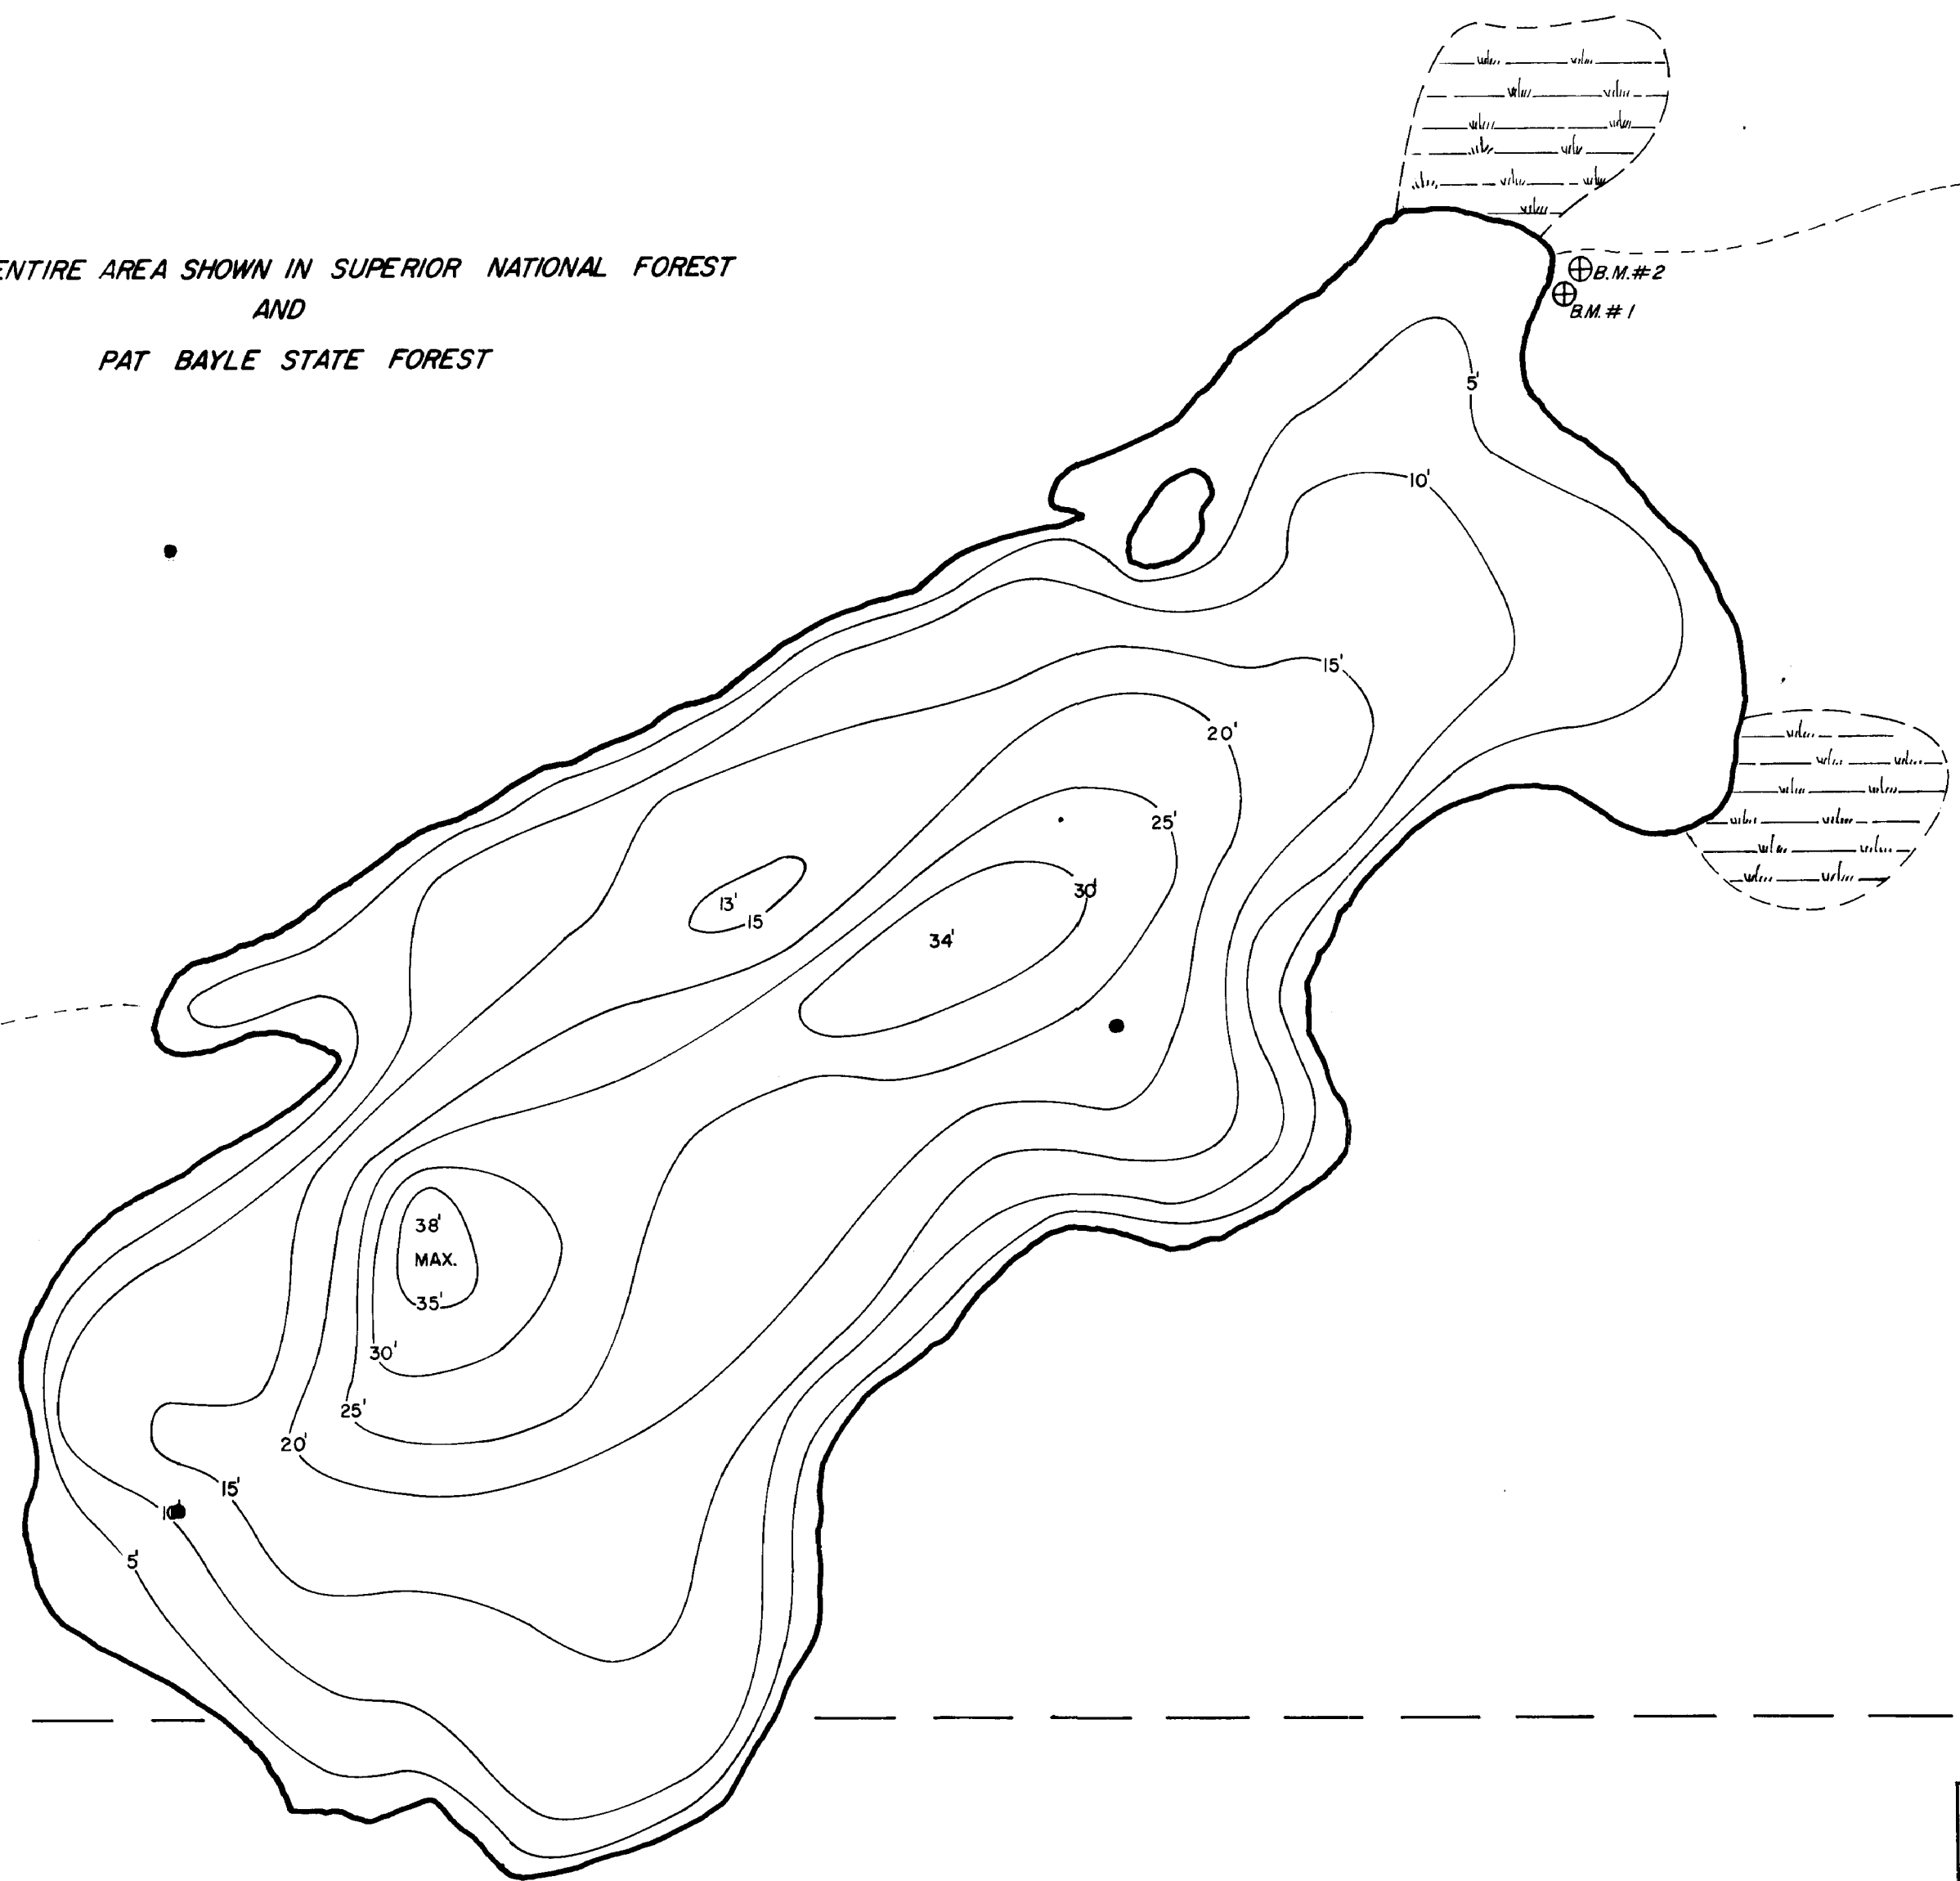 ENTIRE AREA SHOWN IN SUPERIOR NATIONAL FOREST
AND
PAT BAYLE STATE FOREST
B.M.#2
B.M.#1
5'
10'
15'
20'
25'
30'
13'
15
34'
38'
MAX.
35'
30'
25'
20'
15'
5'